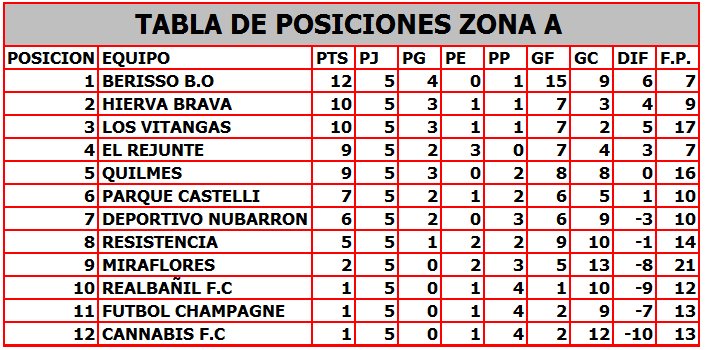 TABLA DE POSICIONES ZONA A
POSICION EQUIPO PTS PJ PG PE PP GF GC DIF F.P.
1 BERISSO B.O 12 5 4 0 1 15 9 6 7
2 HIERVA BRAVA 10 5 3 1 1 7 3 4 9
3 LOS VITANGAS 10 5 3 1 1 7 2 5 17
4 EL REJUNTE 9 5 2 3 0 7 4 3 7
5 QUILMES 9 5 3 0 2 8 8 0 16
6 PARQUE CASTELLI 7 5 2 1 2 6 5 1 10
7 DEPORTIVO NUBARRON 6 5 2 0 3 6 9 -3 10
8 RESISTENCIA 5 5 1 2 2 9 10 -1 14
9 MIRAFLORES 2 5 0 2 3 5 13 -8 21
10 REALBAÑIL F.C 1 5 0 1 4 1 10 -9 12
11 FUTBOL CHAMPAGNE 1 5 0 1 4 2 9 -7 13
12 CANNABIS F.C 1 5 0 1 4 2 12 -10 13